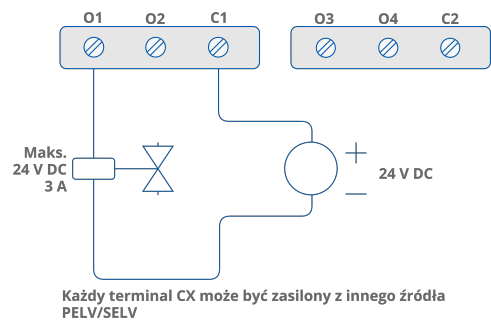 O1 O2 C1 O3 O4 C2
Maks.
24 V DC
3 A
+
24 V DC
—
Każdy terminal CX może być zasilony z innego źródła
PELV/SELV